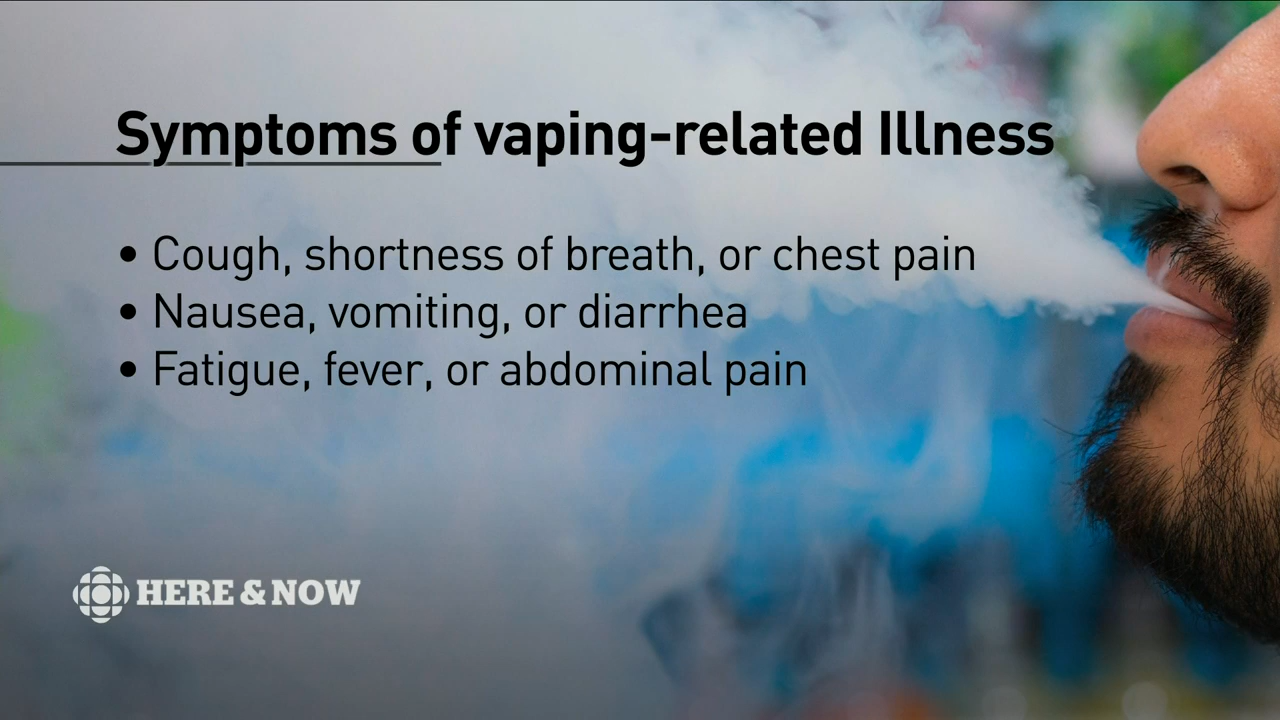 Symptoms of vaping-related Illness
• Cough, shortness of breath, or chest pain
• Nausea, vomiting, or diarrhea
• Fatigue, fever, or abdominal pain
HERE & NOW